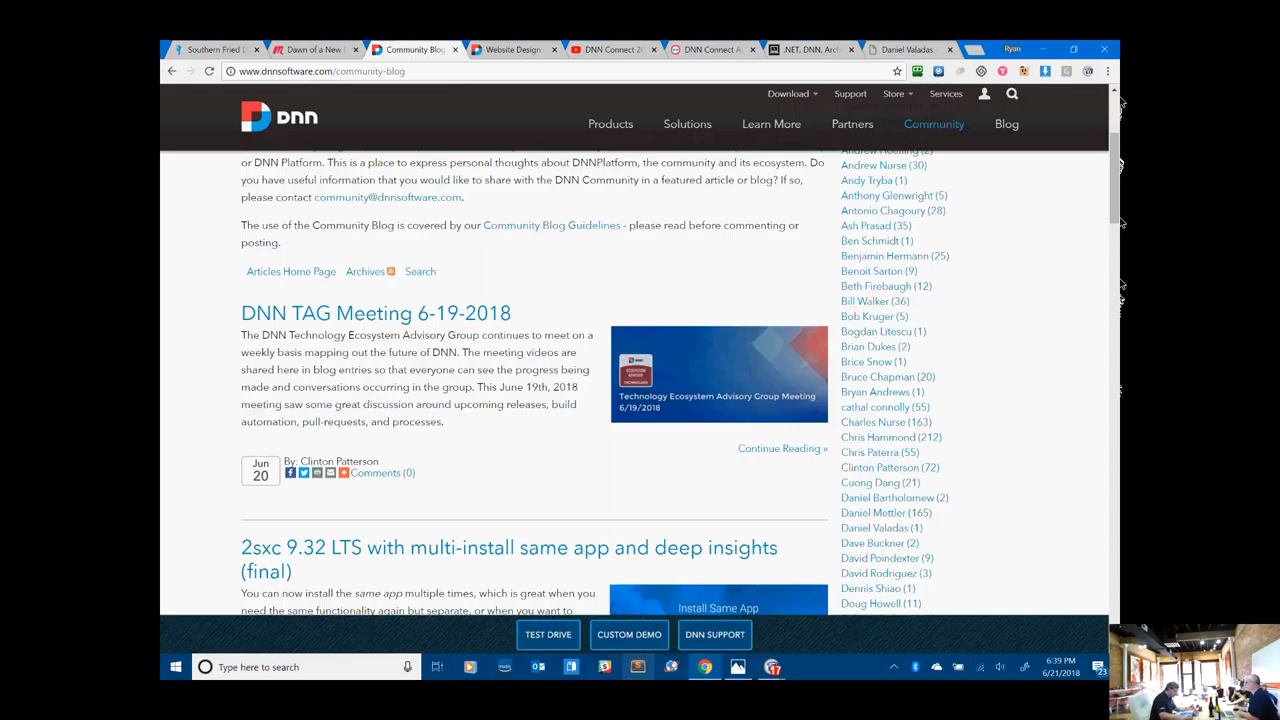 Southern Fried D
Dawn of a New D
Community Blog
Website Design
DNN Connect 20
DNN Connect A
.NET, DNN, Arch
Daniel Valadas
Ryan
www.dnnsoftware.com/community-blog
Download
Support
Store
Services
dnn
Products
Solutions
Learn More
Partners
Community
Blog
or DNN Platform. This is a place to express personal thoughts about DNNPlatform, the community and its ecosystem. Do
you have useful information that you would like to share with the DNN Community in a featured article or blog? If so,
please contact community@dnnsoftware.com.
The use of the Community Blog is covered by our Community Blog Guidelines - please read before commenting or
posting.
Articles Home Page
Archives
Search
DNN TAG Meeting 6-19-2018
The DNN Technology Ecosystem Advisory Group continues to meet on a
weekly basis mapping out the future of DNN. The meeting videos are
shared here in blog entries so that everyone can see the progress being
made and conversations occurring in the group. This June 19th, 2018
meeting saw some great discussion around upcoming releases, build
automation, pull-requests, and processes.
Technology Ecosystem Advisory Group Meeting
6/19/2018
Continue Reading »
Jun
20
By: Clinton Patterson
Comments (0)
2sxc 9.32 LTS with multi-install same app and deep insights
(final)
You can now install the same app multiple times, which is great when you
need the same functionality again but separate, or when you want to
Install Same App
Andrew Hoefling (2)
Andrew Nurse (30)
Andy Tryba (1)
Anthony Glenwright (5)
Antonio Chagoury (28)
Ash Prasad (35)
Ben Schmidt (1)
Benjamin Hermann (25)
Benoit Sarton (9)
Beth Firebaugh (12)
Bill Walker (36)
Bob Kruger (5)
Bogdan Litescu (1)
Brian Dukes (2)
Brice Snow (1)
Bruce Chapman (20)
Bryan Andrews (1)
cathal connolly (55)
Charles Nurse (163)
Chris Hammond (212)
Chris Paterra (55)
Clinton Patterson (72)
Cuong Dang (21)
Daniel Bartholomew (2)
Daniel Mettler (165)
Daniel Valadas (1)
Dave Buckner (2)
David Poindexter (9)
David Rodriguez (3)
Dennis Shiao (1)
Doug Howell (11)
TEST DRIVE
CUSTOM DEMO
DNN SUPPORT
Type here to search
6:39 PM
6/21/2018
23